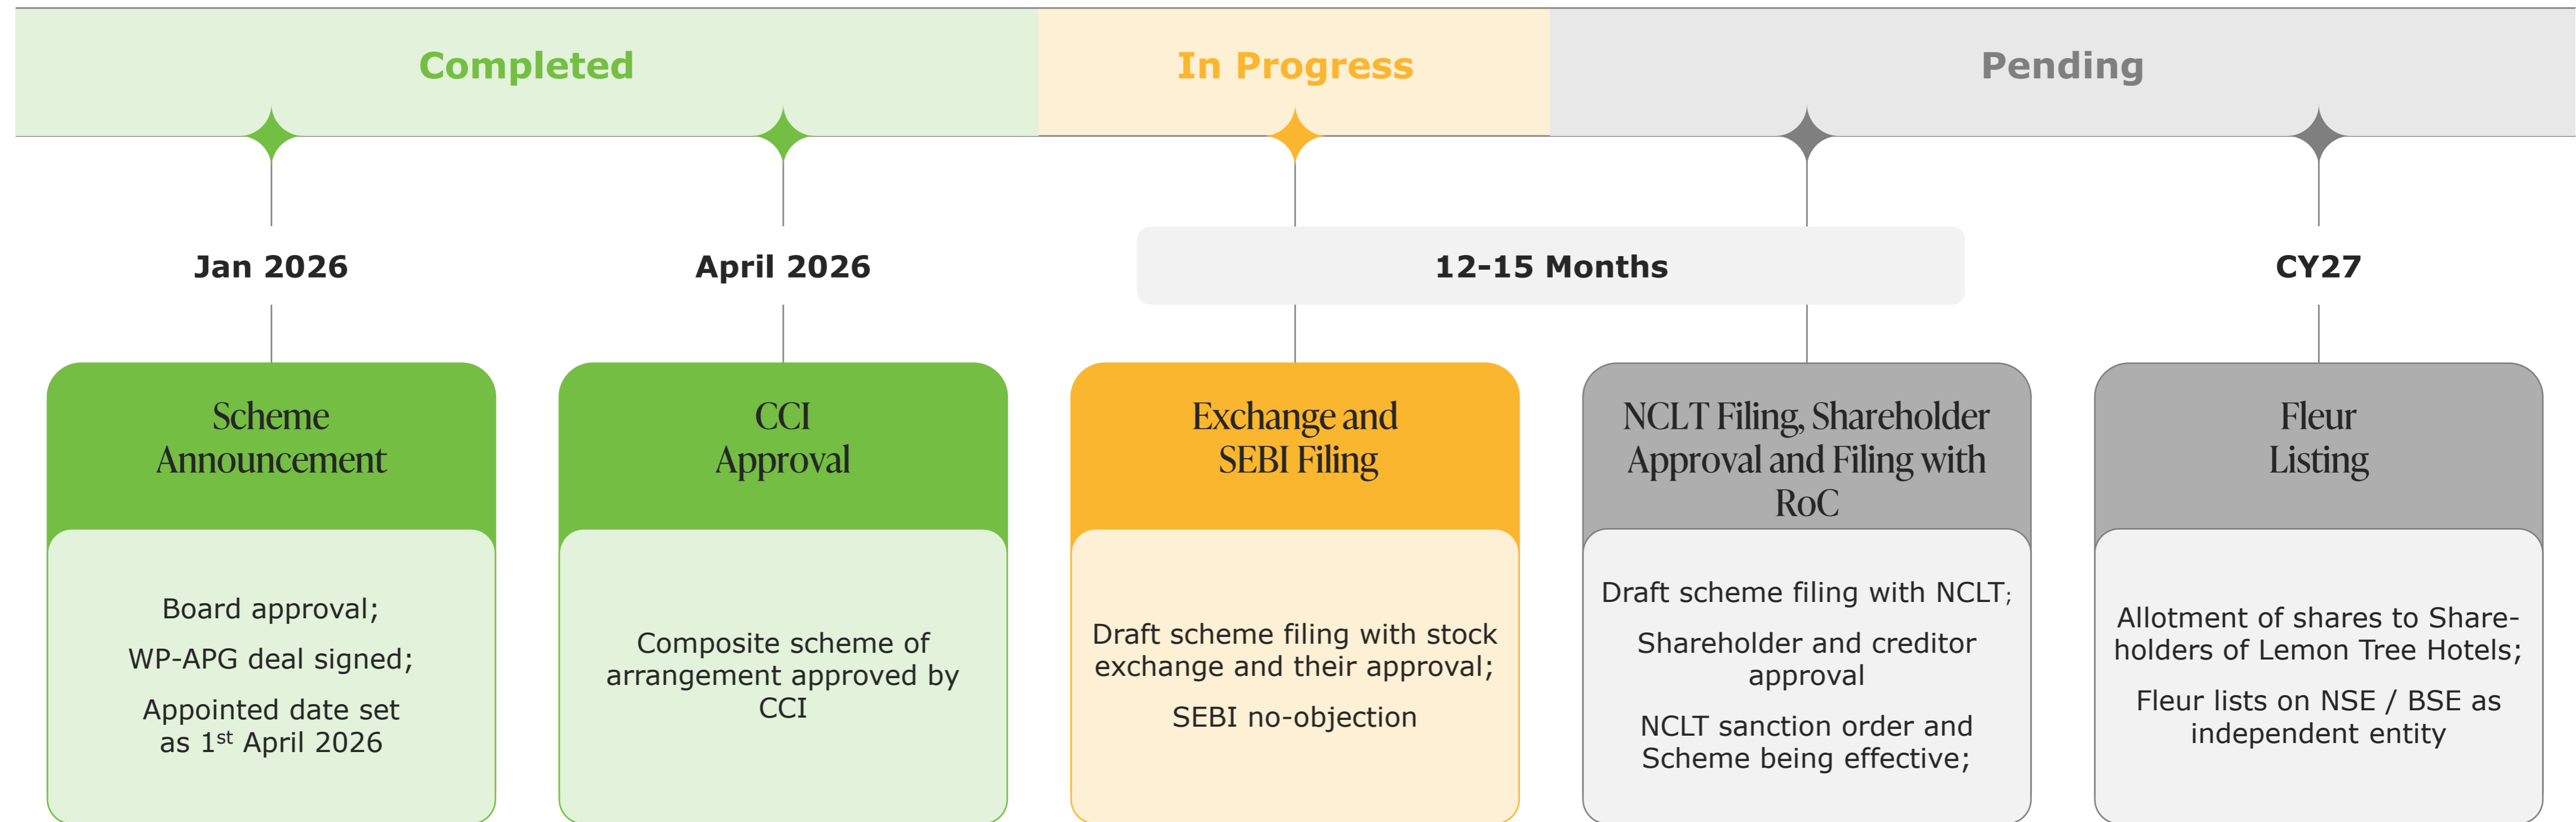 Completed
In Progress
Pending
Jan 2026
April 2026
12-15 Months
CY27
Scheme
Announcement
Board approval;
WP-APG deal signed;
Appointed date set
as 1st April 2026
CCI
Approval
Composite scheme of
arrangement approved by
CCI
Exchange and
SEBI Filing
Draft scheme filing with stock
exchange and their approval;
SEBI no-objection
NCLT Filing, Shareholder
Approval and Filing with
RoC
Draft scheme filing with NCLT;
Shareholder and creditor
approval
NCLT sanction order and
Scheme being effective;
Fleur
Listing
Allotment of shares to Share-
holders of Lemon Tree Hotels;
Fleur lists on NSE / BSE as
independent entity